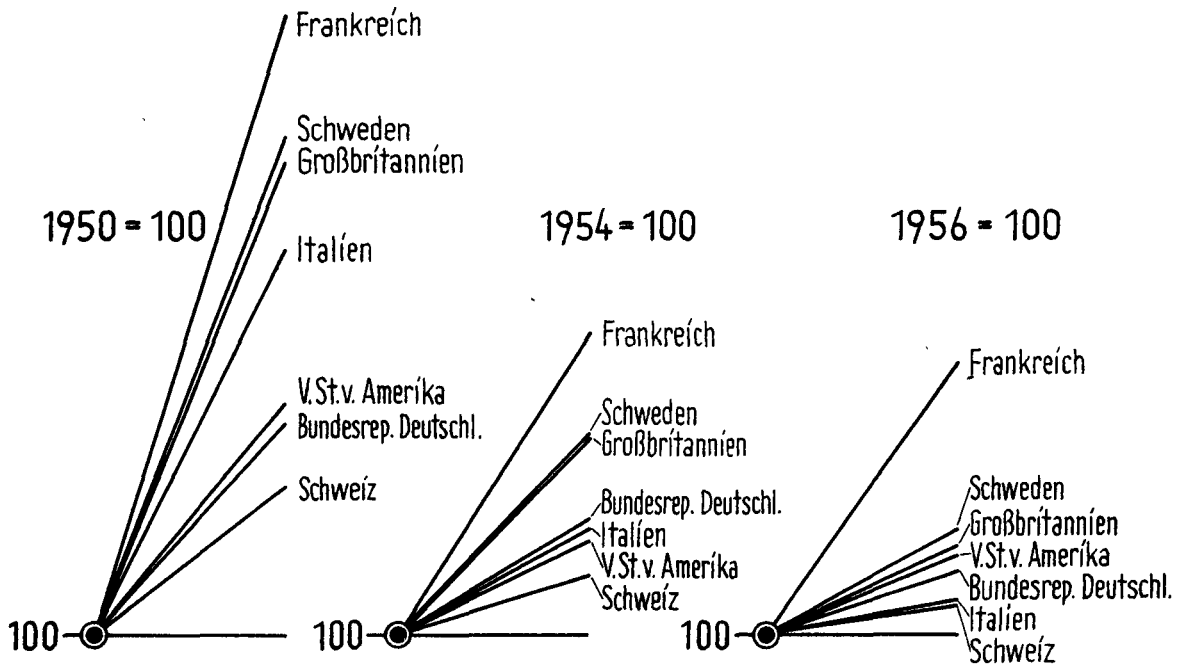 Frankreich
Schweden
Großbritannien
1950 = 100
Italien
V.St.v. Amerika
Bundesrep. Deutschl.
Schweiz
100
1954 = 100
Frankreich
Schweden
Großbritannien
Bundesrep. Deutschl.
Italien
V.St.v. Amerika
Schweiz
100
1956 = 100
Frankreich
Schweden
Großbritannien
V.St.v. Amerika
Bundesrep. Deutschl.
Italien
Schweiz
100